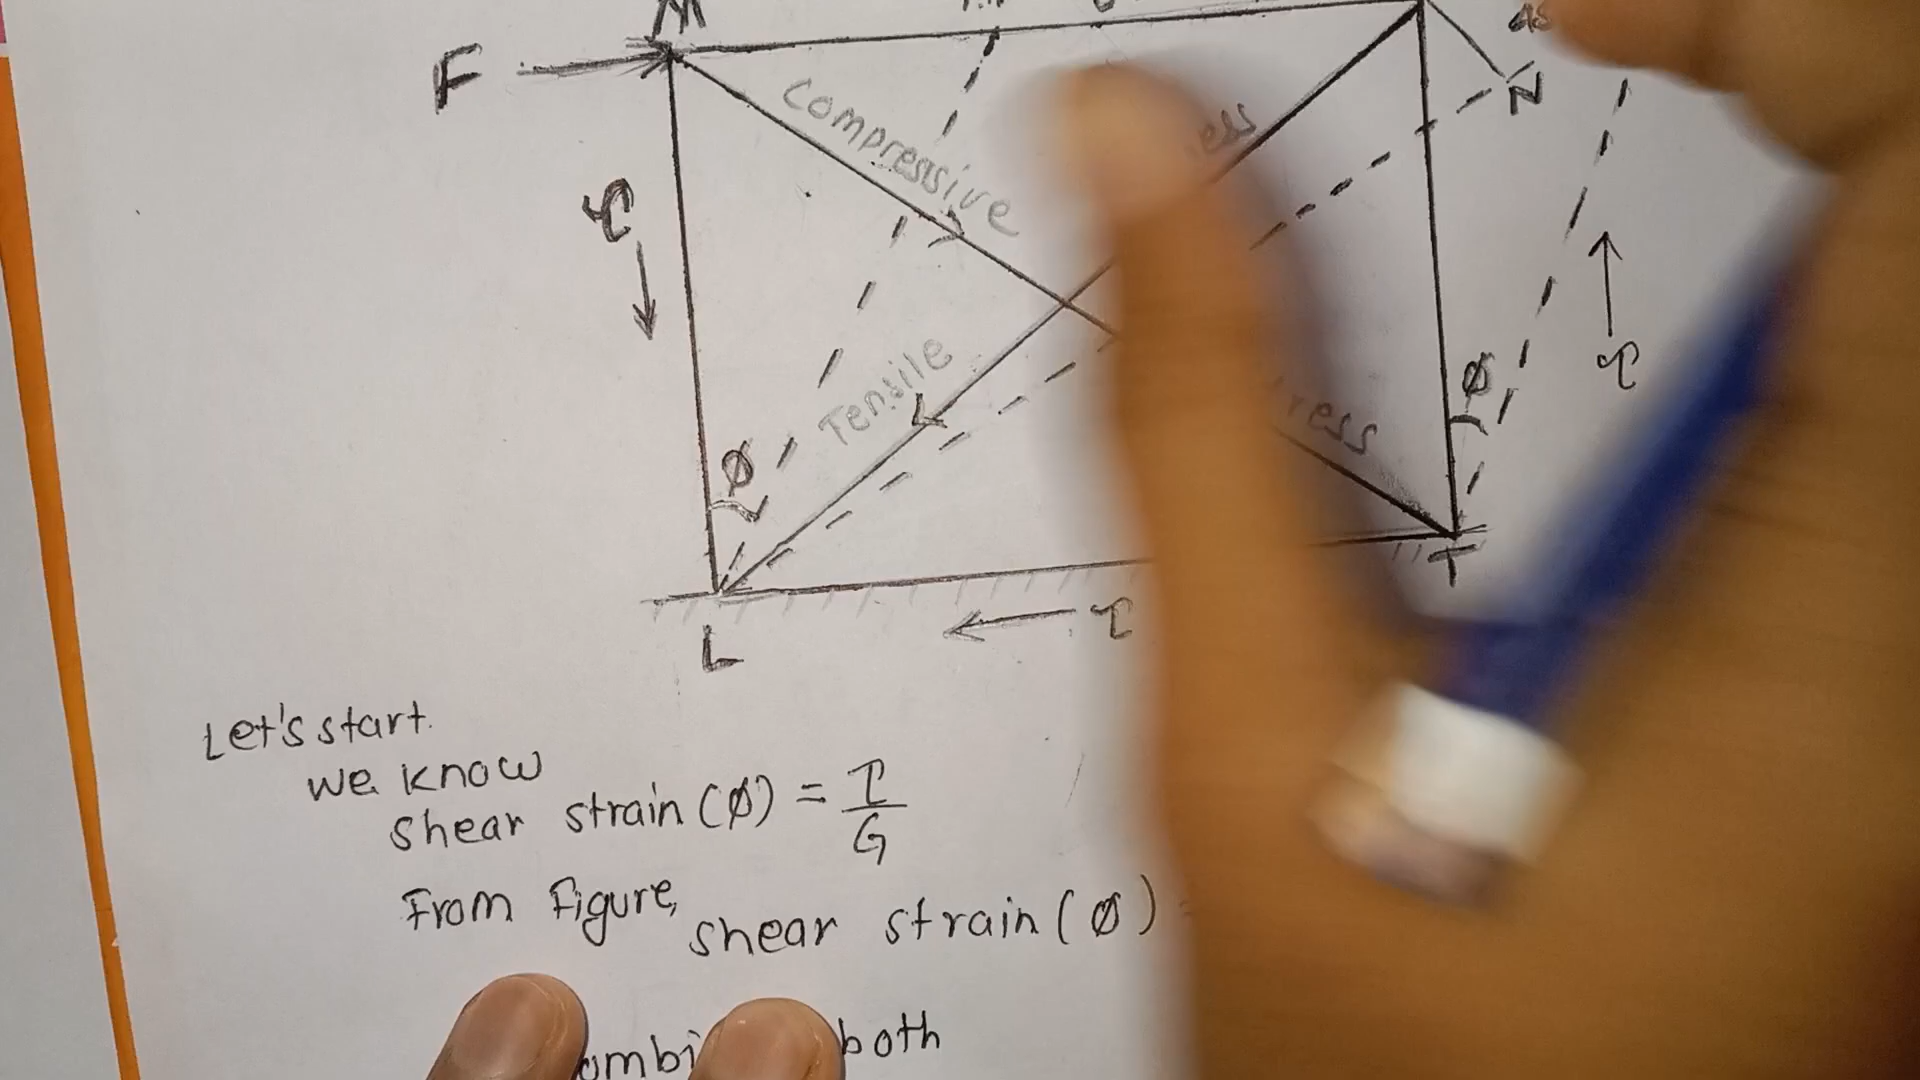 M
F
N
compressive
ess
τ
Tensile
ress
φ
φ
τ
T
τ
L
Let's start.
we know
shear strain (φ) = τ/G
From Figure,
shear strain (φ)
both